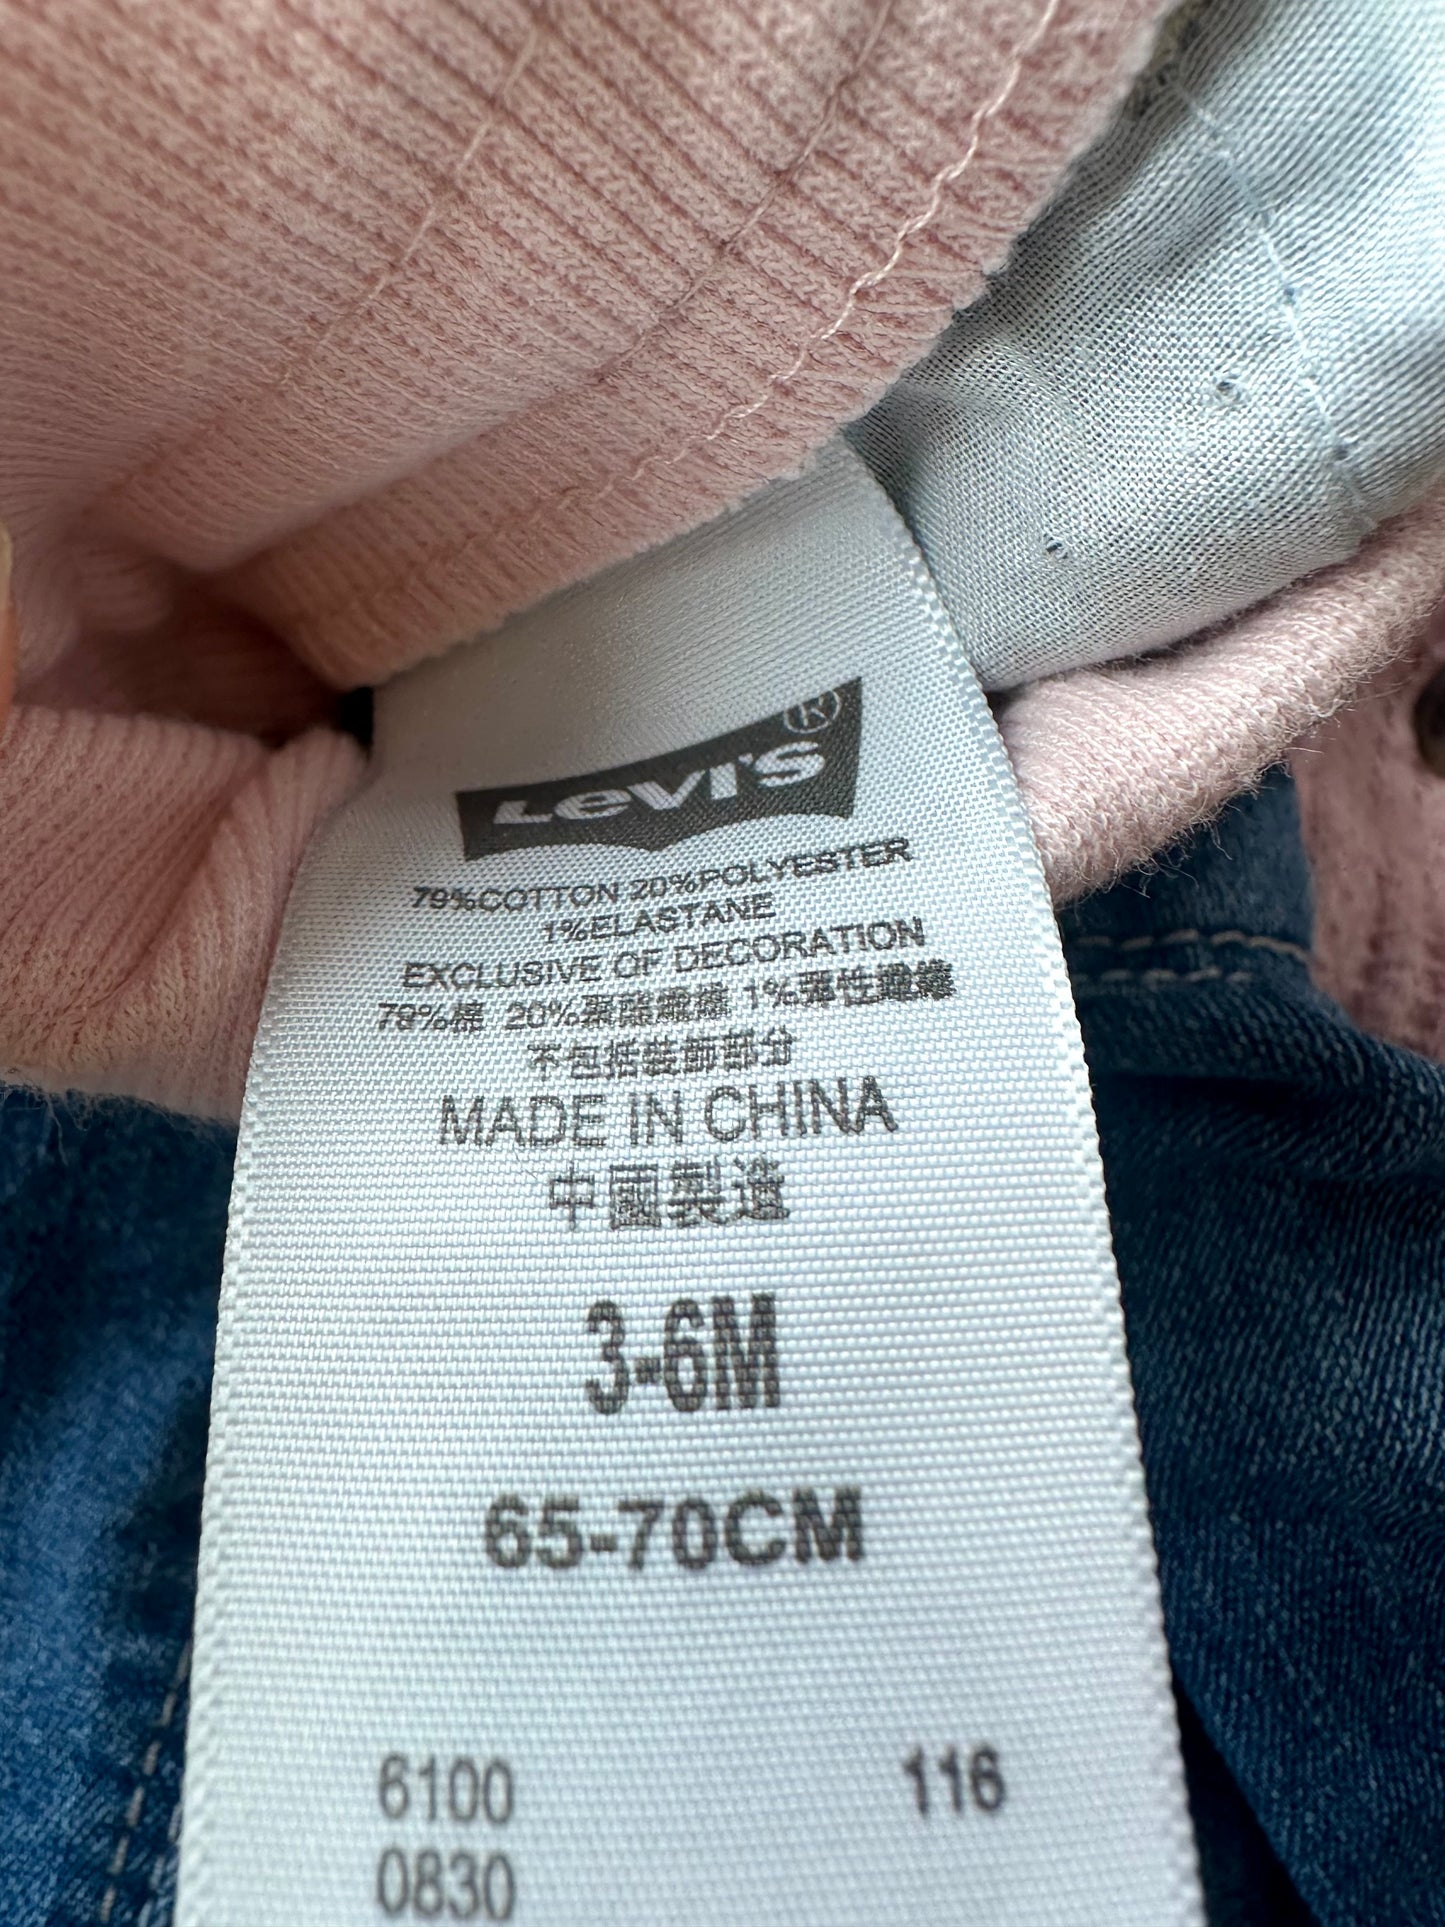 Levi's®
79%COTTON 20%POLYESTER
1%ELASTANE
EXCLUSIVE OF DECORATION
79%棉 20%聚酯纖維 1%彈性纖維
不包括裝飾部分
MADE IN CHINA
中國製造
3-6M
65-70CM
6100 116
0830